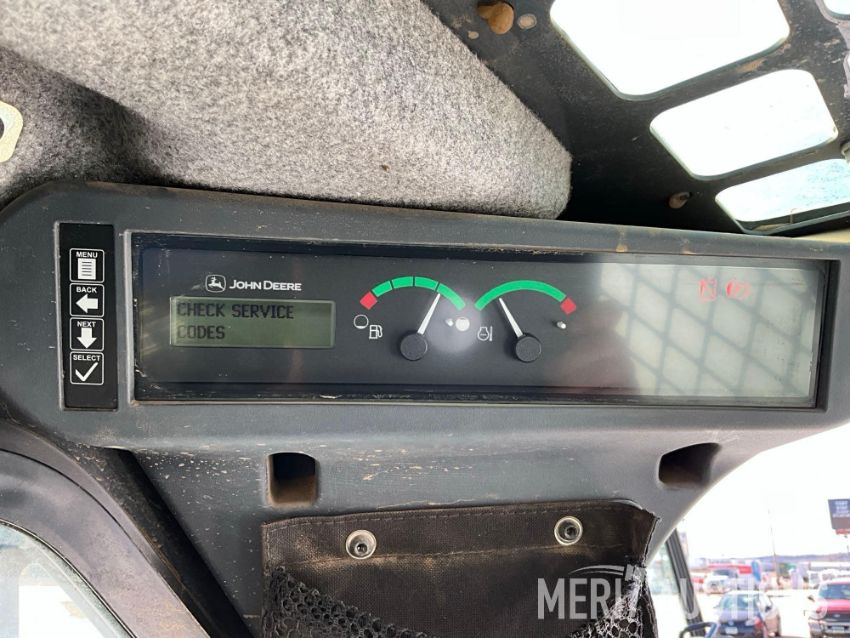 MENU
BACK
NEXT
SELECT
JOHN DEERE
CHECK SERVICE
CODES